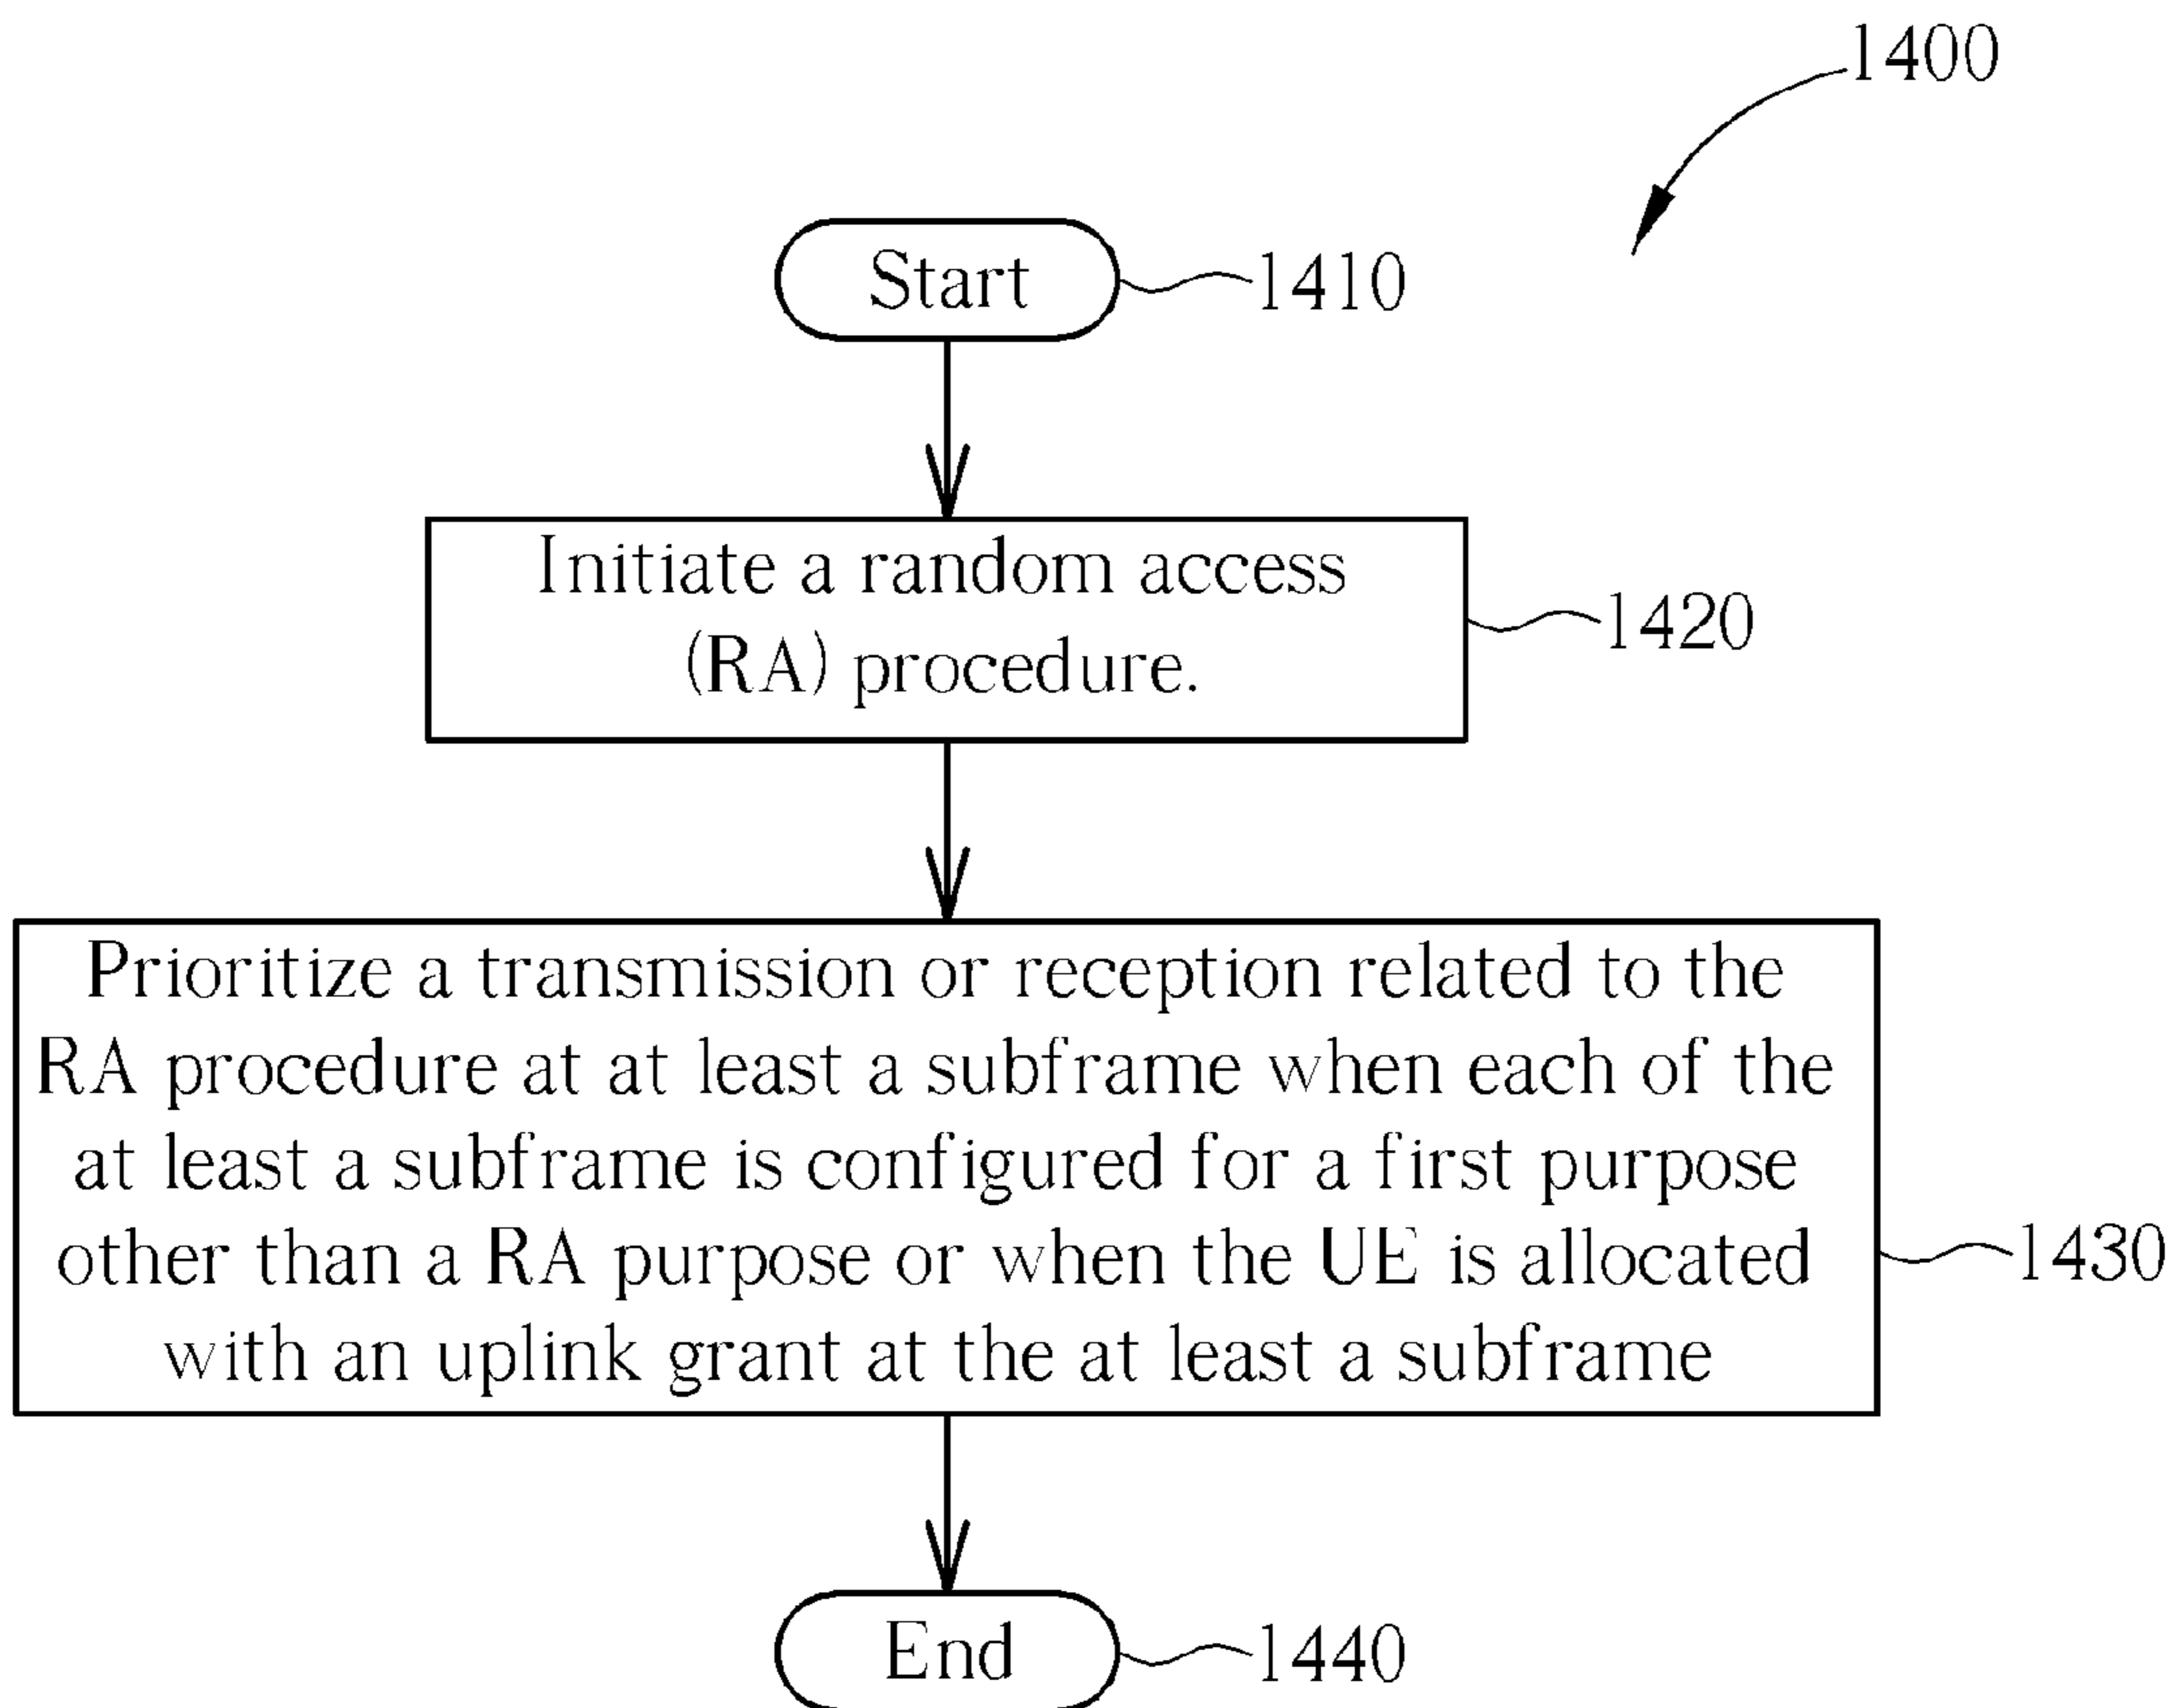 1400
Start
1410
Initiate a random access
(RA) procedure.
1420
Prioritize a transmission or reception related to the
RA procedure at at least a subframe when each of the
at least a subframe is configured for a first purpose
other than a RA purpose or when the UE is allocated
with an uplink grant at the at least a subframe
1430
End
1440